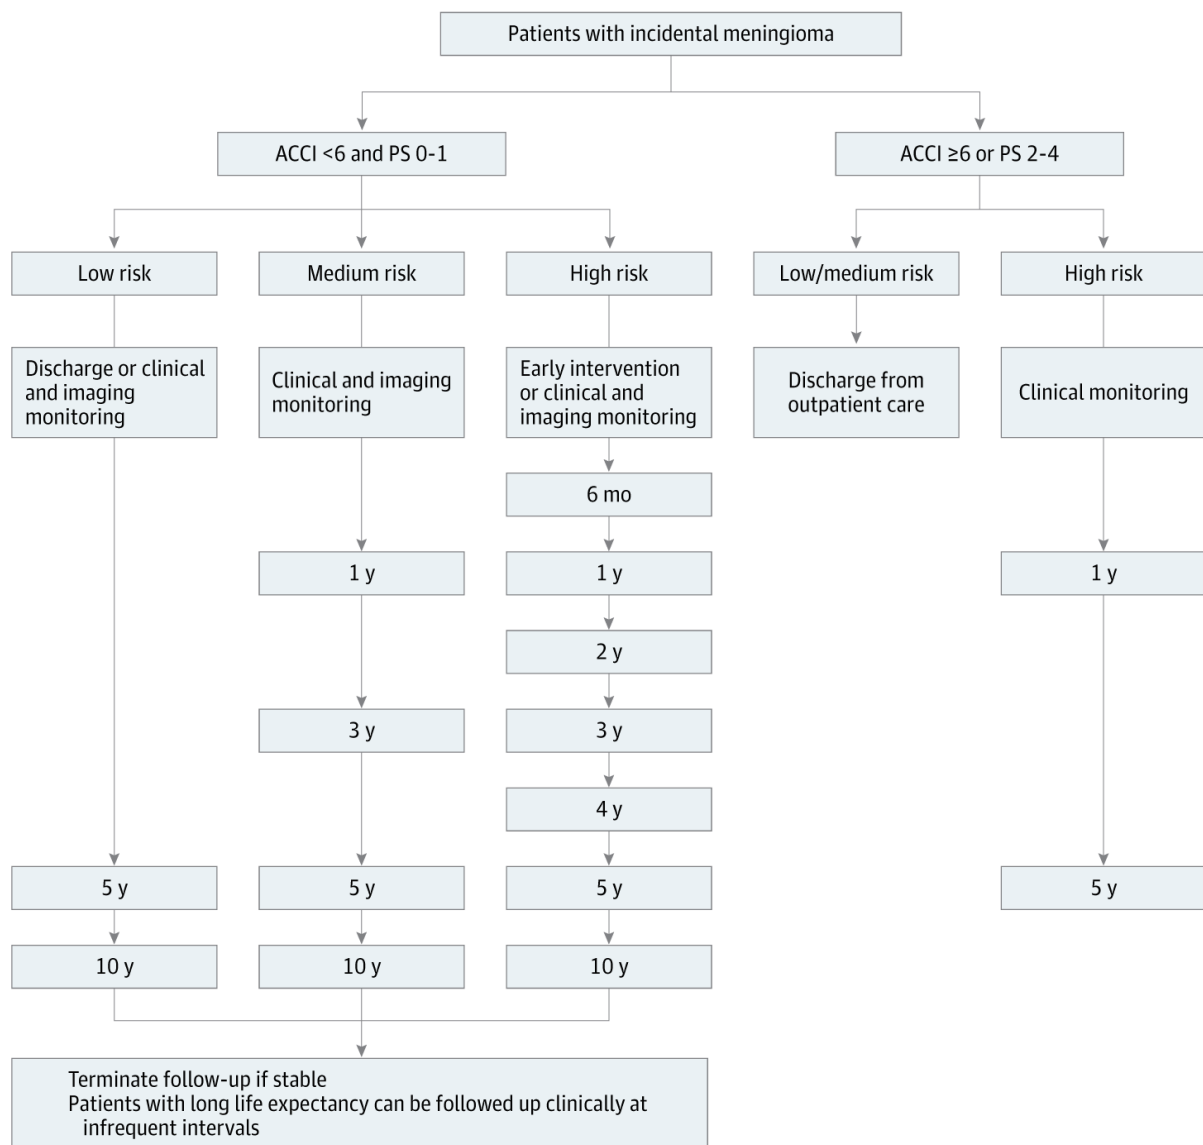 Patients with incidental meningioma
ACCI <6 and PS 0-1
ACCI ≥6 or PS 2-4
Low risk
Medium risk
High risk
Low/medium risk
High risk
Discharge or clinical
and imaging
monitoring
Clinical and imaging
monitoring
Early intervention
or clinical and
imaging monitoring
Discharge from
outpatient care
Clinical monitoring
6 mo
1 y
1 y
1 y
2 y
3 y
3 y
4 y
5 y
5 y
5 y
5 y
10 y
10 y
10 y
Terminate follow-up if stable
Patients with long life expectancy can be followed up clinically at
infrequent intervals